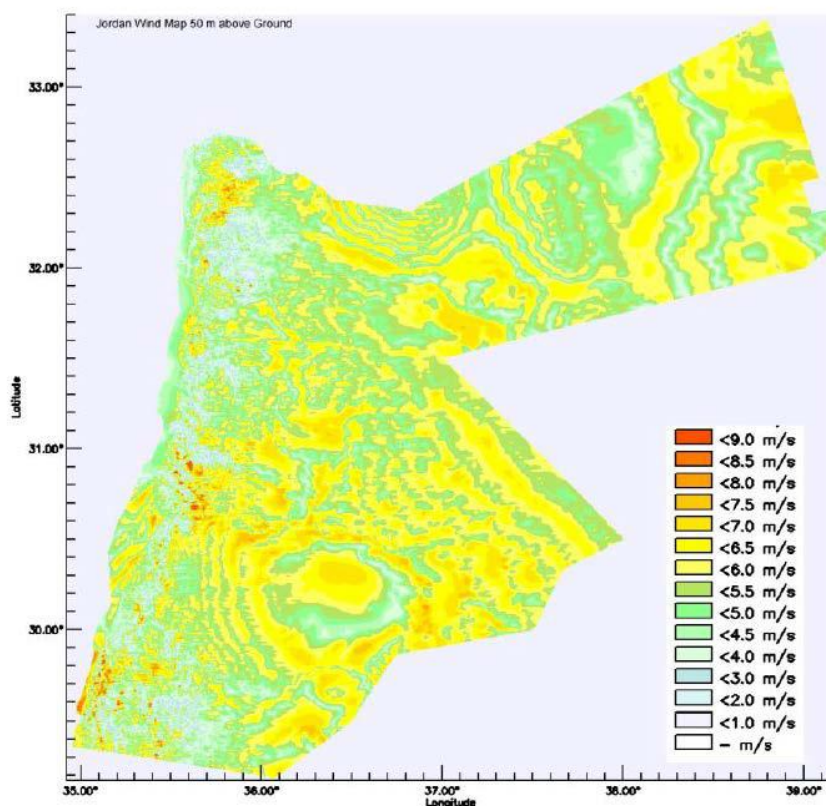 Jordan Wind Map 50 m above Ground
33.00°
32.00°
31.00°
30.00°
Latitude
35.00°
36.00°
37.00°
38.00°
39.00°
Longitude
<9.0 m/s
<8.5 m/s
<8.0 m/s
<7.5 m/s
<7.0 m/s
<6.5 m/s
<6.0 m/s
<5.5 m/s
<5.0 m/s
<4.5 m/s
<4.0 m/s
<3.0 m/s
<2.0 m/s
<1.0 m/s
- m/s